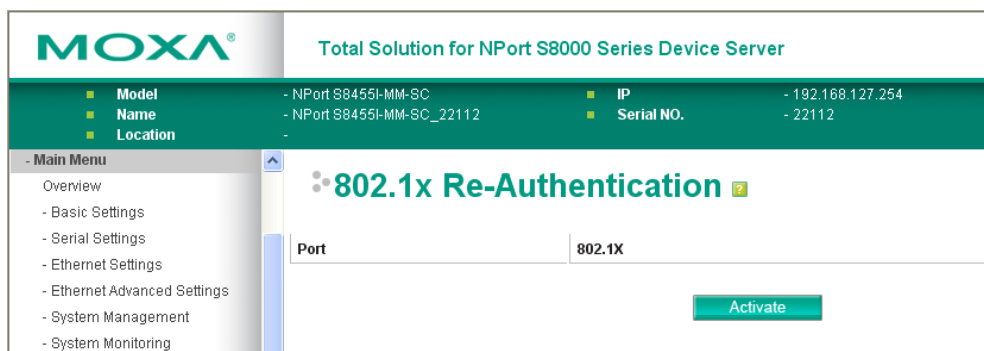 MOXA®
Total Solution for NPort S8000 Series Device Server
Model - NPort S8455I-MM-SC IP - 192.168.127.254
Name - NPort S8455I-MM-SC_22112 Serial NO. - 22112
Location -
- Main Menu
Overview
- Basic Settings
- Serial Settings
- Ethernet Settings
- Ethernet Advanced Settings
- System Management
- System Monitoring
802.1x Re-Authentication ?
Port 802.1X
Activate